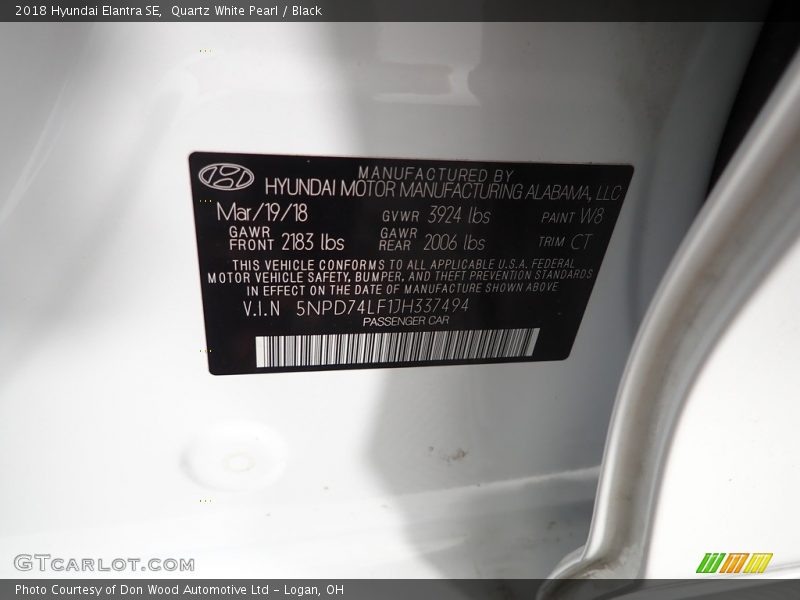 2018 Hyundai Elantra SE,  Quartz White Pearl / Black
MANUFACTURED BY
HYUNDAI MOTOR MANUFACTURING ALABAMA, LLC
Mar/19/18 GVWR 3924 lbs PAINT W8
GAWR FRONT 2183 lbs GAWR REAR 2006 lbs TRIM CT
THIS VEHICLE CONFORMS TO ALL APPLICABLE U.S.A. FEDERAL
MOTOR VEHICLE SAFETY, BUMPER, AND THEFT PREVENTION STANDARDS
IN EFFECT ON THE DATE OF MANUFACTURE SHOWN ABOVE
V.I.N 5NPD74LF1JH337494
PASSENGER CAR
GTCARLOT.COM
Photo Courtesy of Don Wood Automotive Ltd - Logan, OH